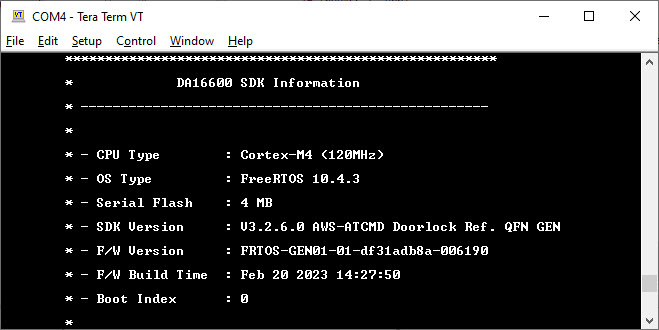 COM4 - Tera Term VT
File Edit Setup Control Window Help
******************************************************
* DA16600 SDK Information
* ---------------------------------------------------
*
* - CPU Type : Cortex-M4 (120MHz)
* - OS Type : FreeRTOS 10.4.3
* - Serial Flash : 4 MB
* - SDK Version : V3.2.6.0 AWS-ATCMD Doorlock Ref. QFN GEN
* - F/W Version : FRTOS-GEN01-01-df31adb8a-006190
* - F/W Build Time : Feb 20 2023 14:27:50
* - Boot Index : 0
*